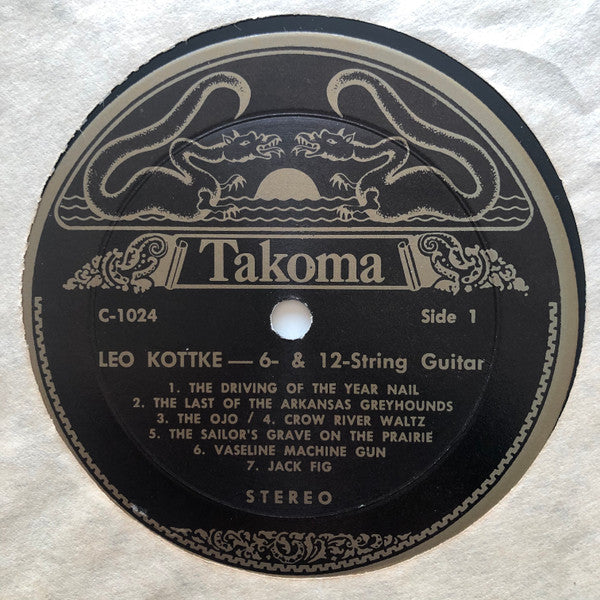 Takoma
C-1024 Side 1
LEO KOTTKE — 6- & 12-String Guitar
1. THE DRIVING OF THE YEAR NAIL
2. THE LAST OF THE ARKANSAS GREYHOUNDS
3. THE OJO / 4. CROW RIVER WALTZ
5. THE SAILOR'S GRAVE ON THE PRAIRIE
6. VASELINE MACHINE GUN
7. JACK FIG
STEREO